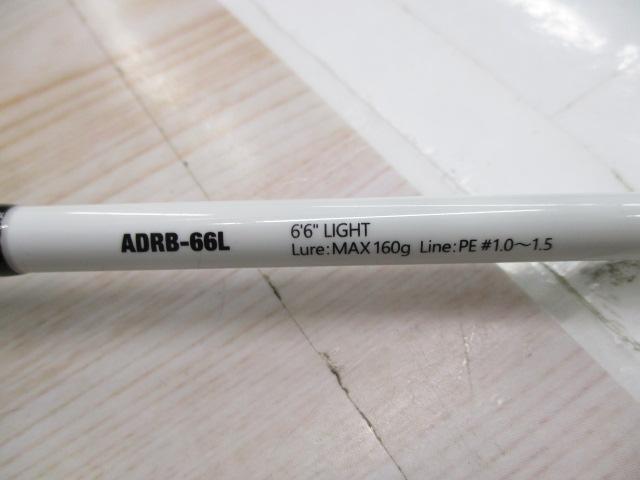 ADRB-66L
6'6" LIGHT
Lure:MAX 160g Line:PE #1.0～1.5